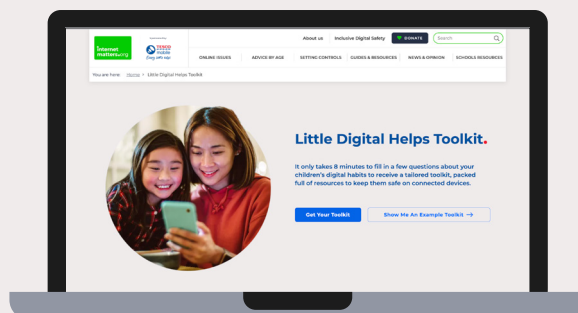 internet
matters.org
TESCO
mobile
Every little helps
About us
Inclusive Digital Safety
DONATE
Search
ONLINE ISSUES
ADVICE BY AGE
SETTING CONTROLS
GUIDES & RESOURCES
NEWS & OPINION
SCHOOLS RESOURCES
You are here: Home > Little Digital Helps Toolkit
Little Digital Helps Toolkit.
It only takes 8 minutes to fill in a few questions about your
children's digital habits to receive a tailored toolkit, packed
full of resources to keep them safe on connected devices.
Get Your Toolkit
Show Me An Example Toolkit →